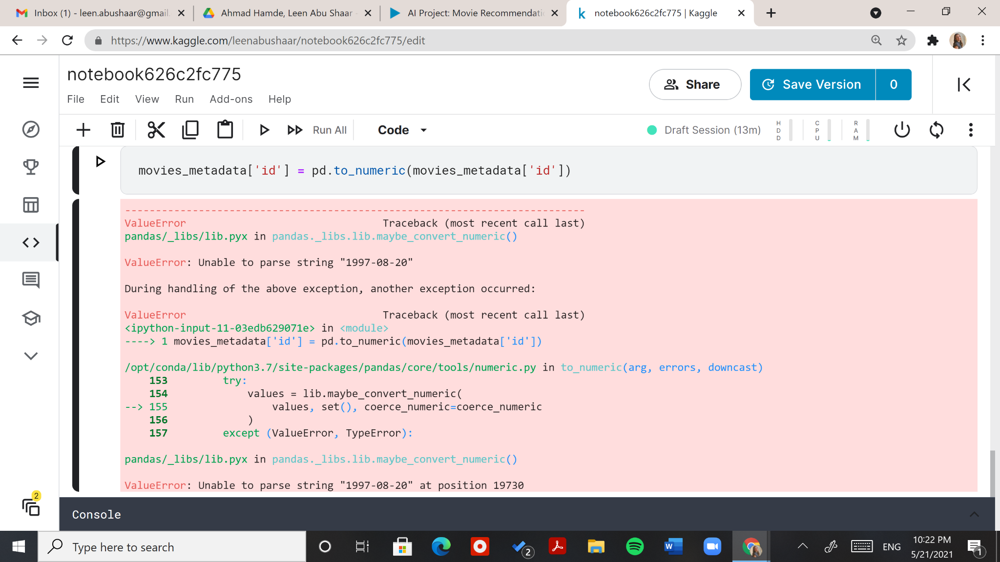 Inbox (1) - leen.abushaar@gmail.
Ahmad Hamde, Leen Abu Shaar -
AI Project: Movie Recommendatio
notebook626c2fc775 | Kaggle
https://www.kaggle.com/leenabushaar/notebook626c2fc775/edit
notebook626c2fc775
Share
Save Version
0
File Edit View Run Add-ons Help
Run All
Code
Draft Session (13m)
HDD
CPU
RAM
movies_metadata['id'] = pd.to_numeric(movies_metadata['id'])
---------------------------------------------------------------------------
ValueError                                Traceback (most recent call last)
pandas/_libs/lib.pyx in pandas._libs.lib.maybe_convert_numeric()
ValueError: Unable to parse string "1997-08-20"
During handling of the above exception, another exception occurred:
ValueError                                Traceback (most recent call last)
<ipython-input-11-03edb629071e> in <module>
----> 1 movies_metadata['id'] = pd.to_numeric(movies_metadata['id'])
/opt/conda/lib/python3.7/site-packages/pandas/core/tools/numeric.py in to_numeric(arg, errors, downcast)
    153         try:
    154             values = lib.maybe_convert_numeric(
--> 155                 values, set(), coerce_numeric=coerce_numeric
    156             )
    157         except (ValueError, TypeError):
pandas/_libs/lib.pyx in pandas._libs.lib.maybe_convert_numeric()
ValueError: Unable to parse string "1997-08-20" at position 19730
2
Console
Type here to search
2
W
ENG
10:22 PM
5/21/2021
1